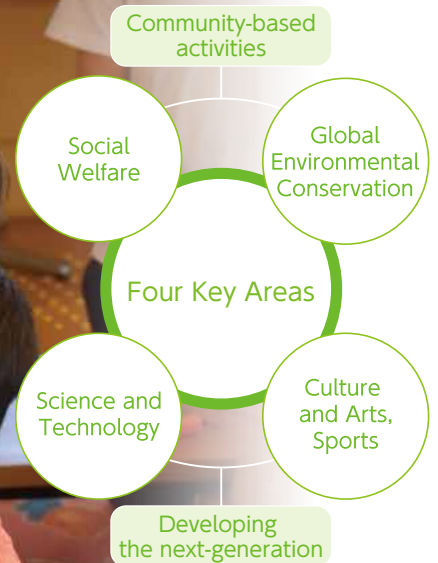 Community-based
activities
Social
Welfare
Global
Environmental
Conservation
Four Key Areas
Science and
Technology
Culture
and Arts,
Sports
Developing
the next-generation